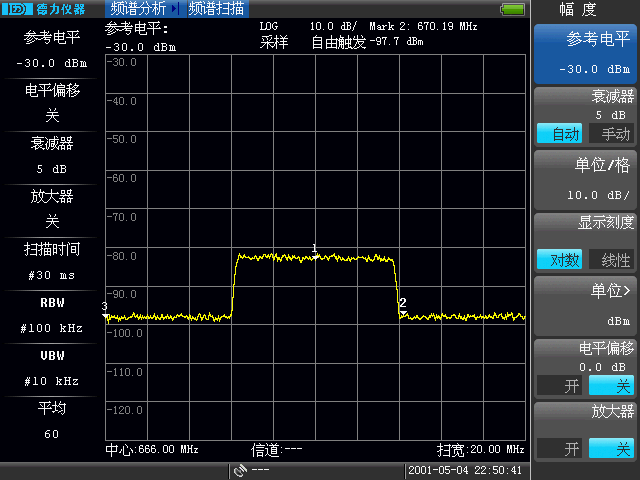 德力仪器 频谱分析 频谱扫描
参考电平
-30.0 dBm
电平偏移
关
衰减器
5 dB
放大器
关
扫描时间
#30 ms
RBW
#100 kHz
VBW
#10 kHz
平均
60
参考电平: LOG 10.0 dB/ Mark 2: 670.19 MHz
-30.0 dBm 采样 自由触发 -97.7 dBm
-30.0
-40.0
-50.0
-60.0
-70.0
-80.0
-90.0
-100.0
-110.0
-120.0
1
2
3
中心:666.00 MHz 信道:--- 扫宽:20.00 MHz
--- 2001-05-04 22:50:41
幅 度
参考电平
-30.0 dBm
衰减器
5 dB
自动 手动
单位/格
10.0 dB/
显示刻度
对数 线性
单位>
dBm
电平偏移
0.0 dB
开 关
放大器
开 关